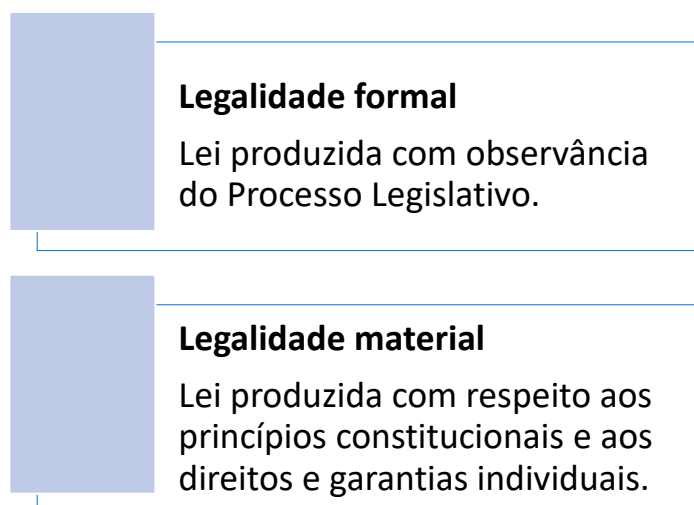 Legalidade formal
Lei produzida com observância
do Processo Legislativo.
Legalidade material
Lei produzida com respeito aos
princípios constitucionais e aos
direitos e garantias individuais.